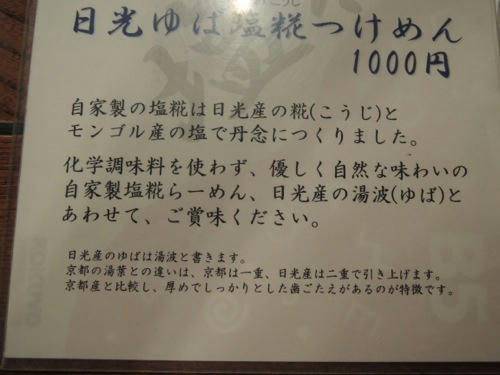 日光ゆば塩糀つけめん
1000円
自家製の塩糀は日光産の糀(こうじ)と
モンゴル産の塩で丹念につくりました。
化学調味料を使わず、優しく自然な味わいの
自家製塩糀らーめん、日光産の湯波(ゆば)と
あわせて、ご賞味ください。
日光産のゆばは湯波と書きます。
京都の湯葉との違いは、京都は一重、日光産は二重で引き上げます。
京都産と比較し、厚めでしっかりとした歯ごたえがあるのが特徴です。